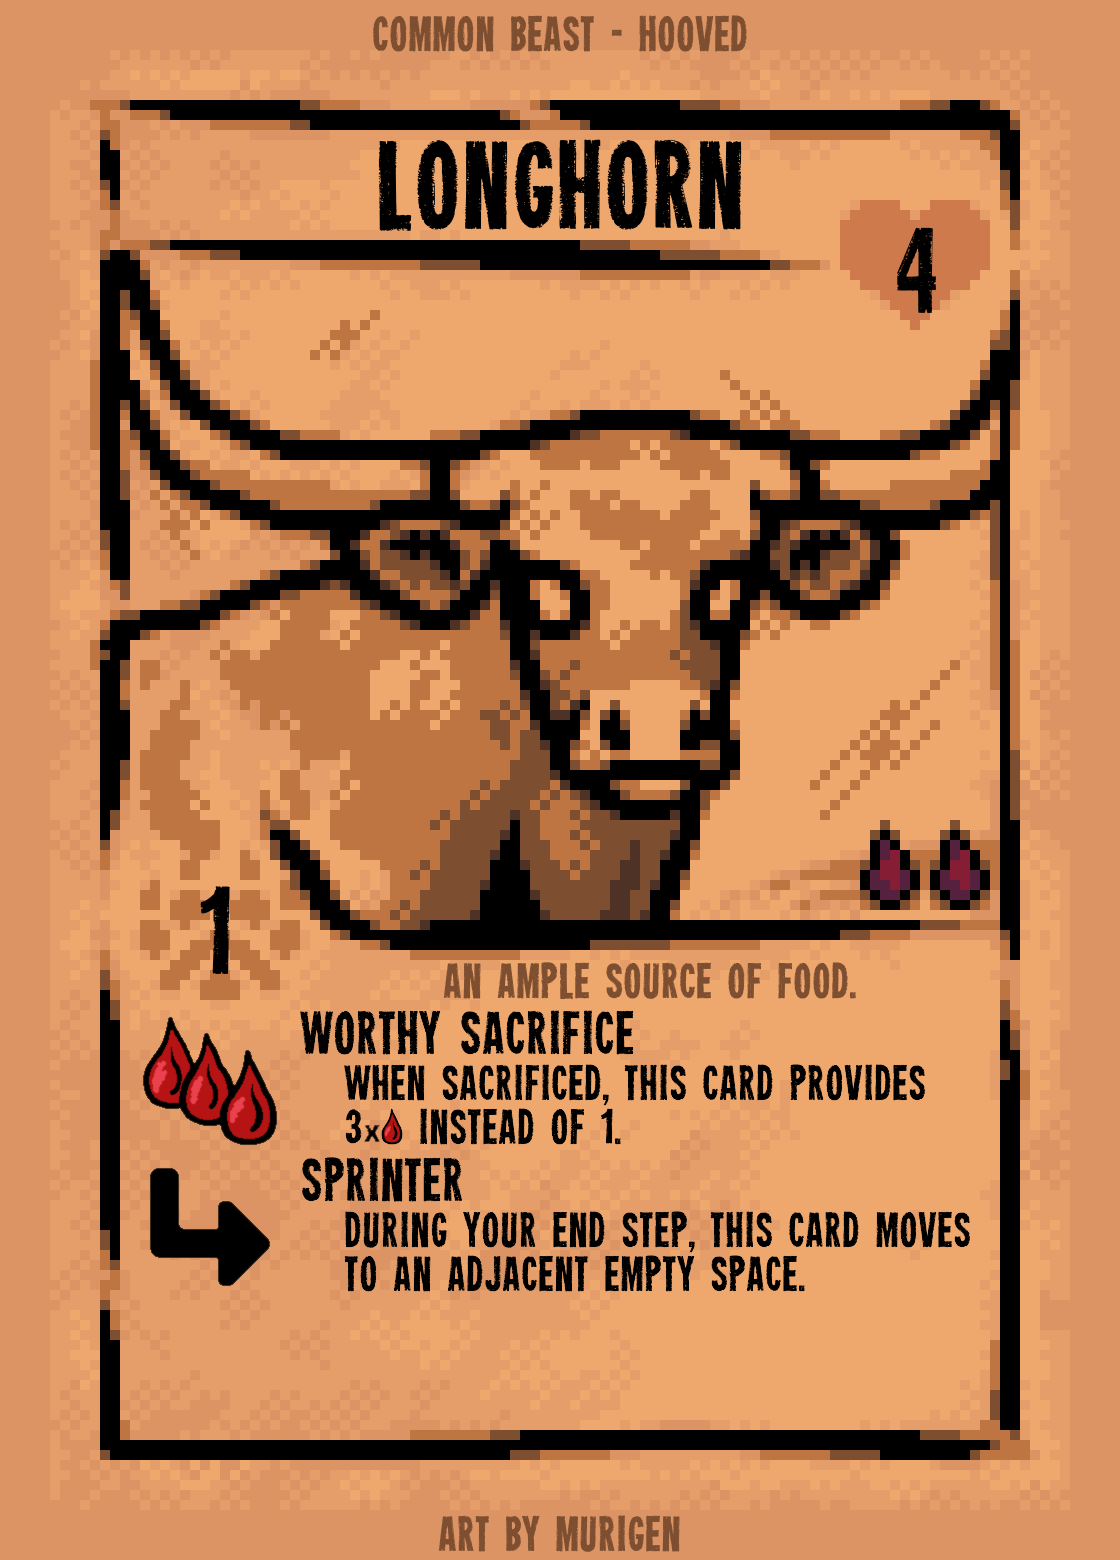 COMMON BEAST - HOOVED
LONGHORN
4
1
AN AMPLE SOURCE OF FOOD.
WORTHY SACRIFICE
WHEN SACRIFICED, THIS CARD PROVIDES
3x INSTEAD OF 1.
SPRINTER
DURING YOUR END STEP, THIS CARD MOVES
TO AN ADJACENT EMPTY SPACE.
ART BY MURIGEN